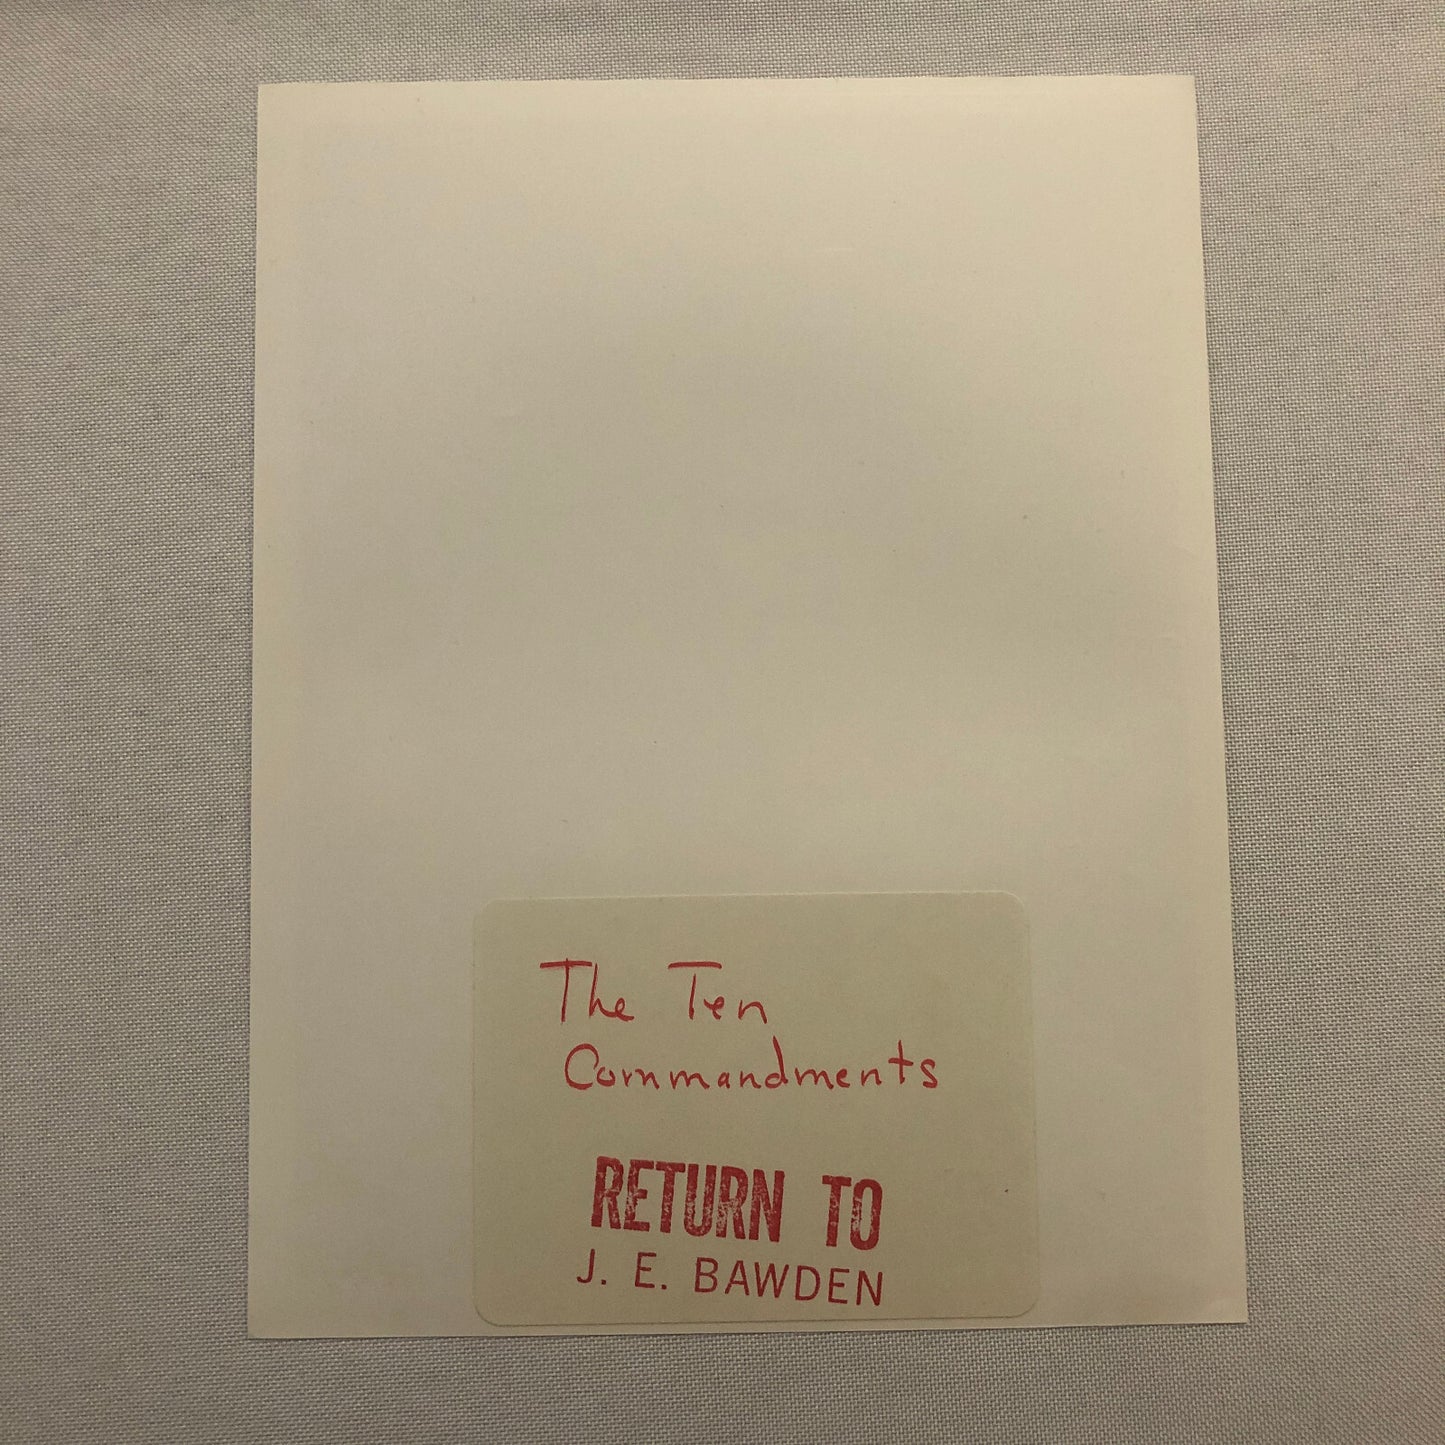 The Ten
Commandments
RETURN TO
J. E. BAWDEN